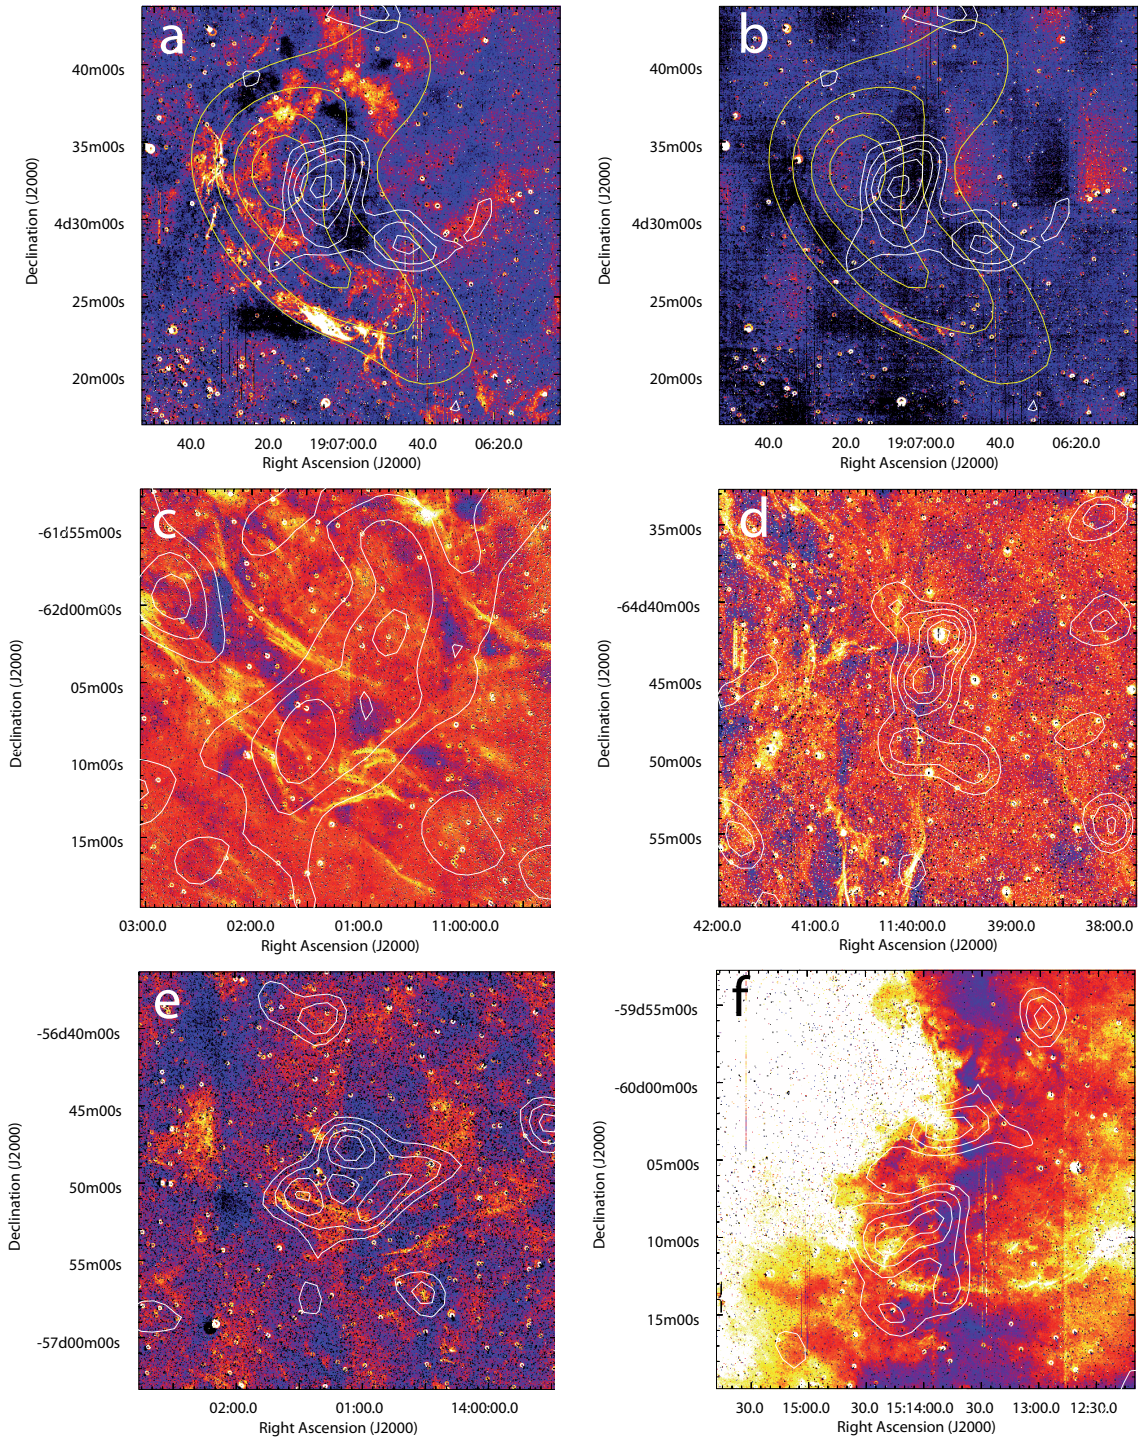 a
40m00s
35m00s
4d30m00s
25m00s
20m00s
Declination (J2000)
40.0 20.0 19:07:00.0 40.0 06:20.0
Right Ascension (J2000)
b
40m00s
35m00s
4d30m00s
25m00s
20m00s
Declination (J2000)
40.0 20.0 19:07:00.0 40.0 06:20.0
Right Ascension (J2000)
c
-61d55m00s
-62d00m00s
05m00s
10m00s
15m00s
Declination (J2000)
03:00.0 02:00.0 01:00.0 11:00:00.0
Right Ascension (J2000)
d
35m00s
-64d40m00s
45m00s
50m00s
55m00s
Declination (J2000)
42:00.0 41:00.0 11:40:00.0 39:00.0 38:00.0
Right Ascension (J2000)
e
-56d40m00s
45m00s
50m00s
55m00s
-57d00m00s
Declination (J2000)
02:00.0 01:00.0 14:00:00.0
Right Ascension (J2000)
f
-59d55m00s
-60d00m00s
05m00s
10m00s
15m00s
Declination (J2000)
30.0 15:00.0 30.0 15:14:00.0 30.0 13:00.0 12:30.0
Right Ascension (J2000)